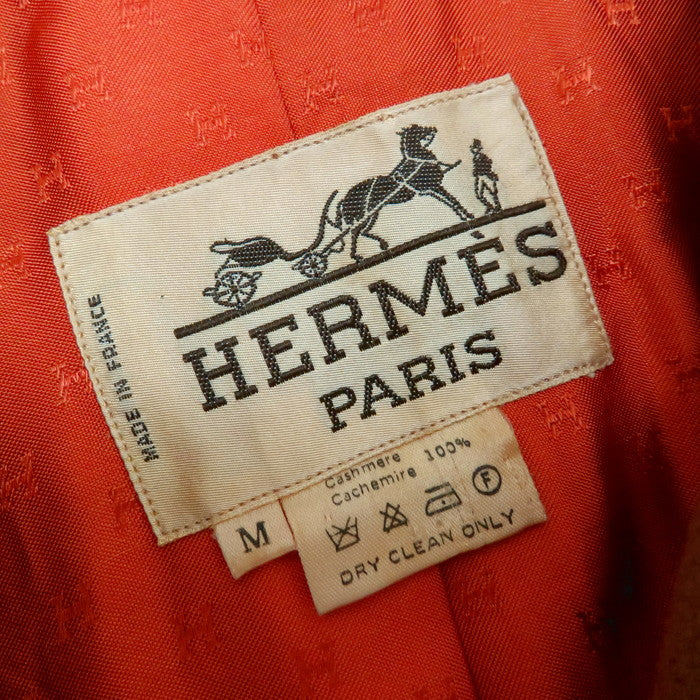 HERMÈS
PARIS
MADE IN FRANCE
M
Cashmere 100%
Cachemire
F
DRY CLEAN ONLY